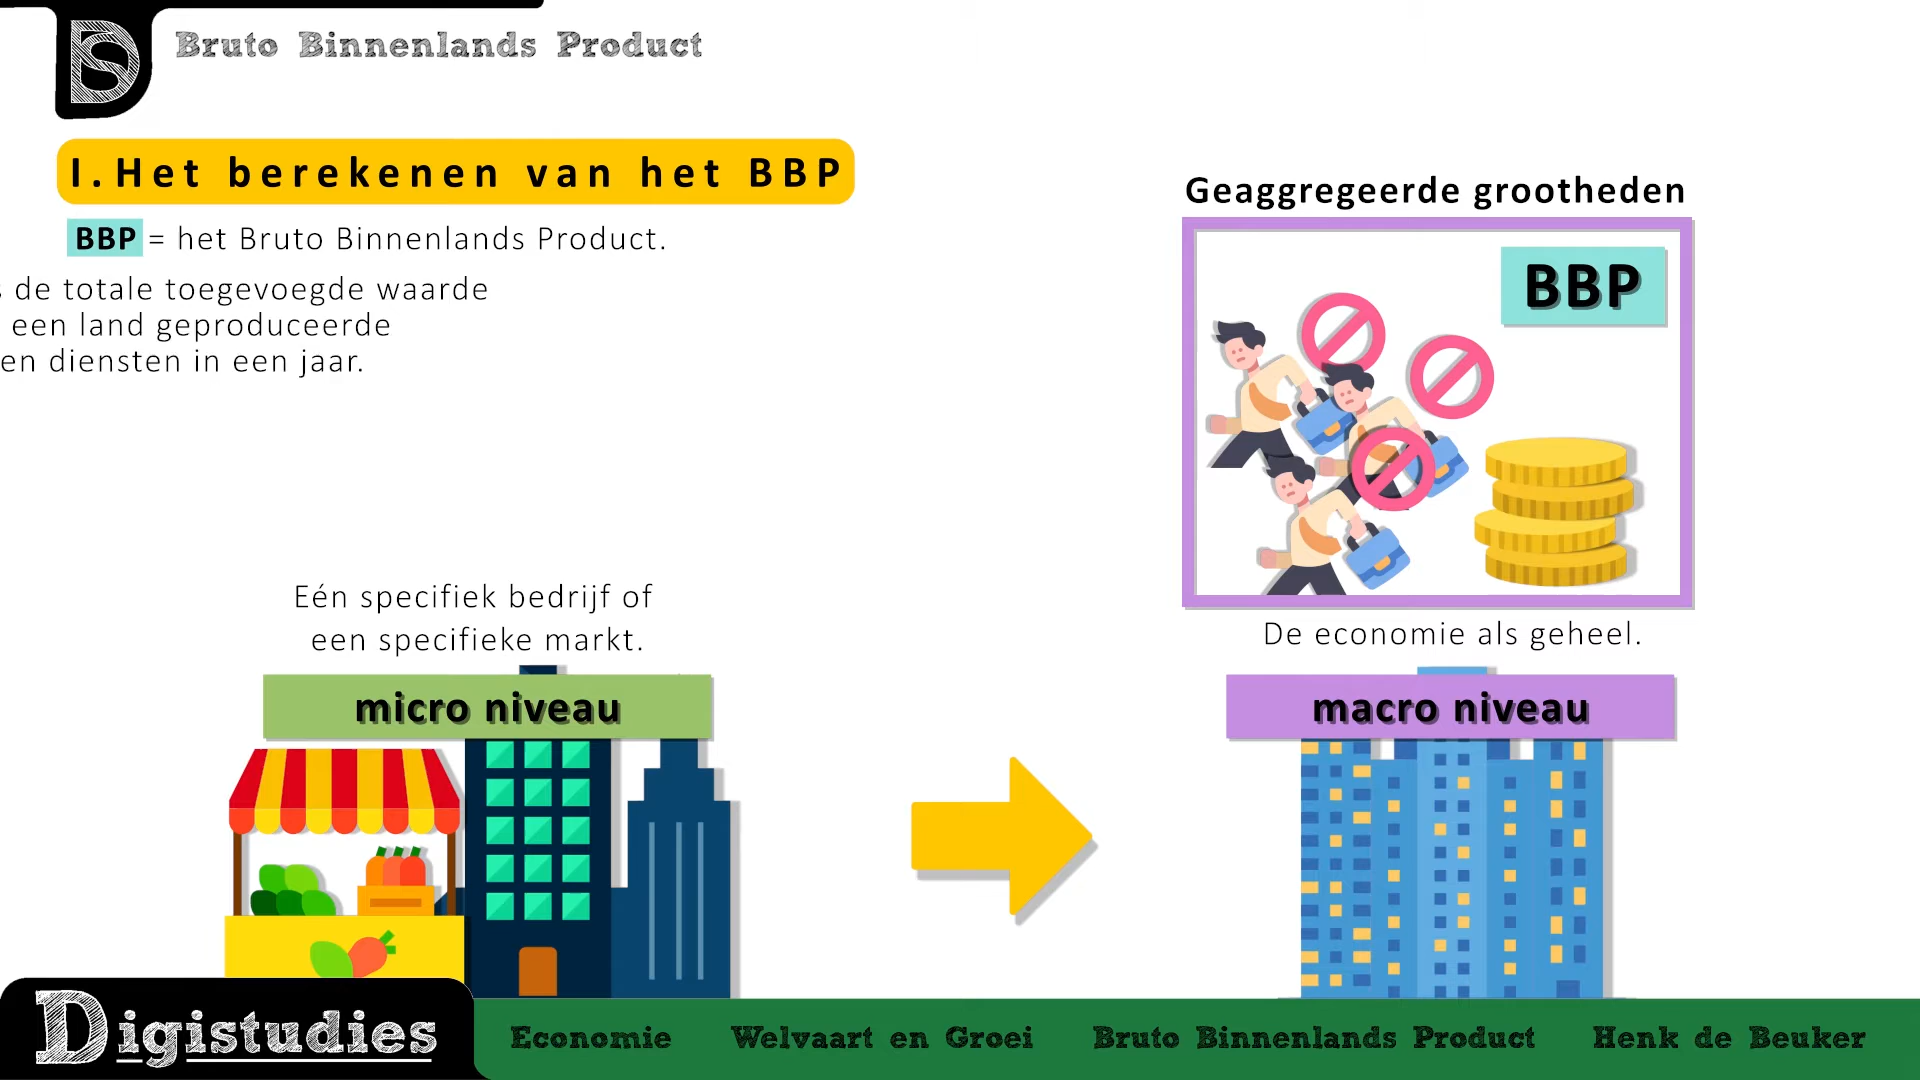 DS
Bruto Binnenlands Product
I.Het berekenen van het BBP
BBP = het Bruto Binnenlands Product.
de totale toegevoegde waarde
een land geproduceerde
en diensten in een jaar.
Geaggregeerde grootheden
BBP
Eén specifiek bedrijf of
een specifieke markt.
De economie als geheel.
micro niveau
macro niveau
Digistudies
Economie Welvaart en Groei Bruto Binnenlands Product Henk de Beuker